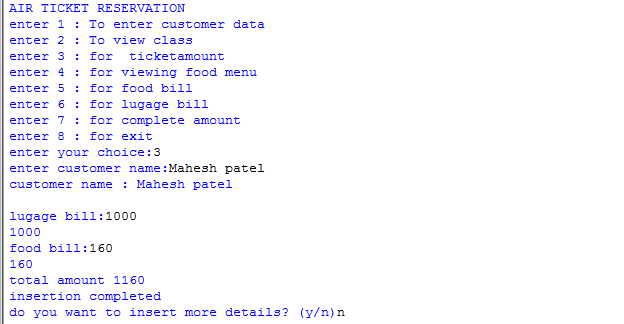 AIR TICKET RESERVATION
enter 1 : To enter customer data
enter 2 : To view class
enter 3 : for  ticketamount
enter 4 : for viewing food menu
enter 5 : for food bill
enter 6 : for lugage bill
enter 7 : for complete amount
enter 8 : for exit
enter your choice:3
enter customer name:Mahesh patel
customer name : Mahesh patel
lugage bill:1000
1000
food bill:160
160
total amount 1160
insertion completed
do you want to insert more details? (y/n)n